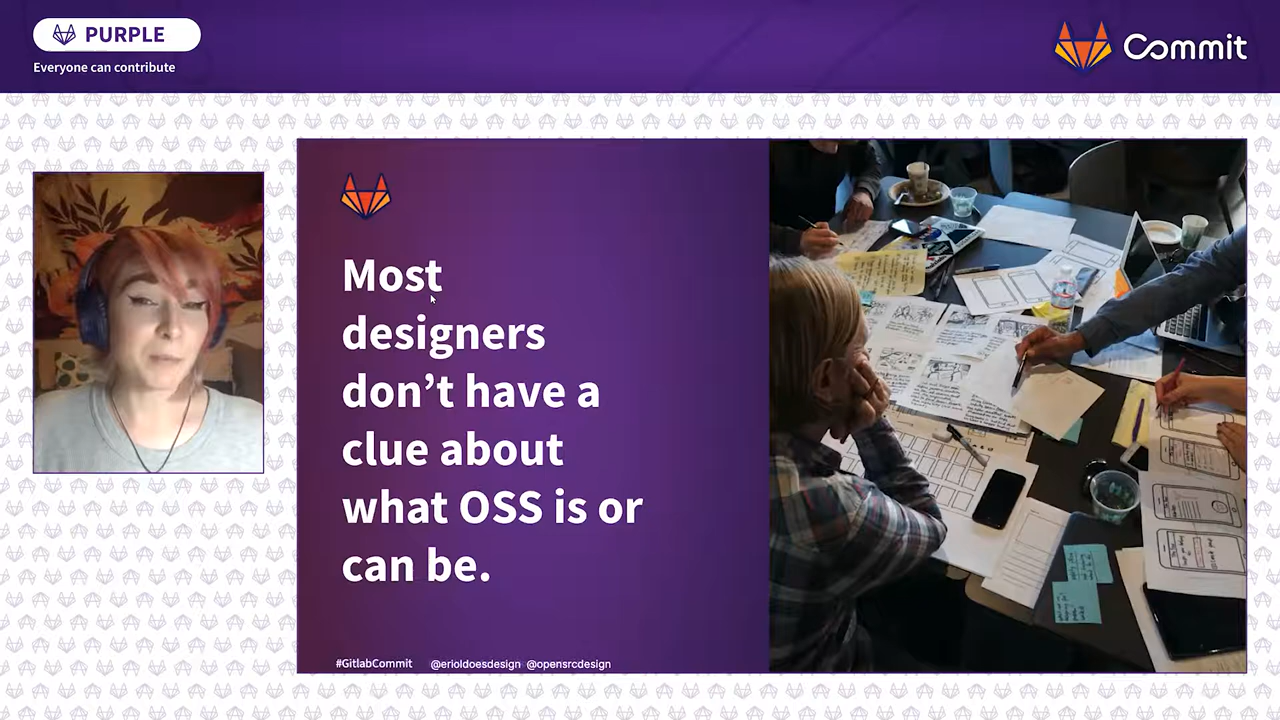 PURPLE
Everyone can contribute
Commit
Most
designers
don’t have a
clue about
what OSS is or
can be.
#GitlabCommit @erioldoesdesign @opensrcdesign